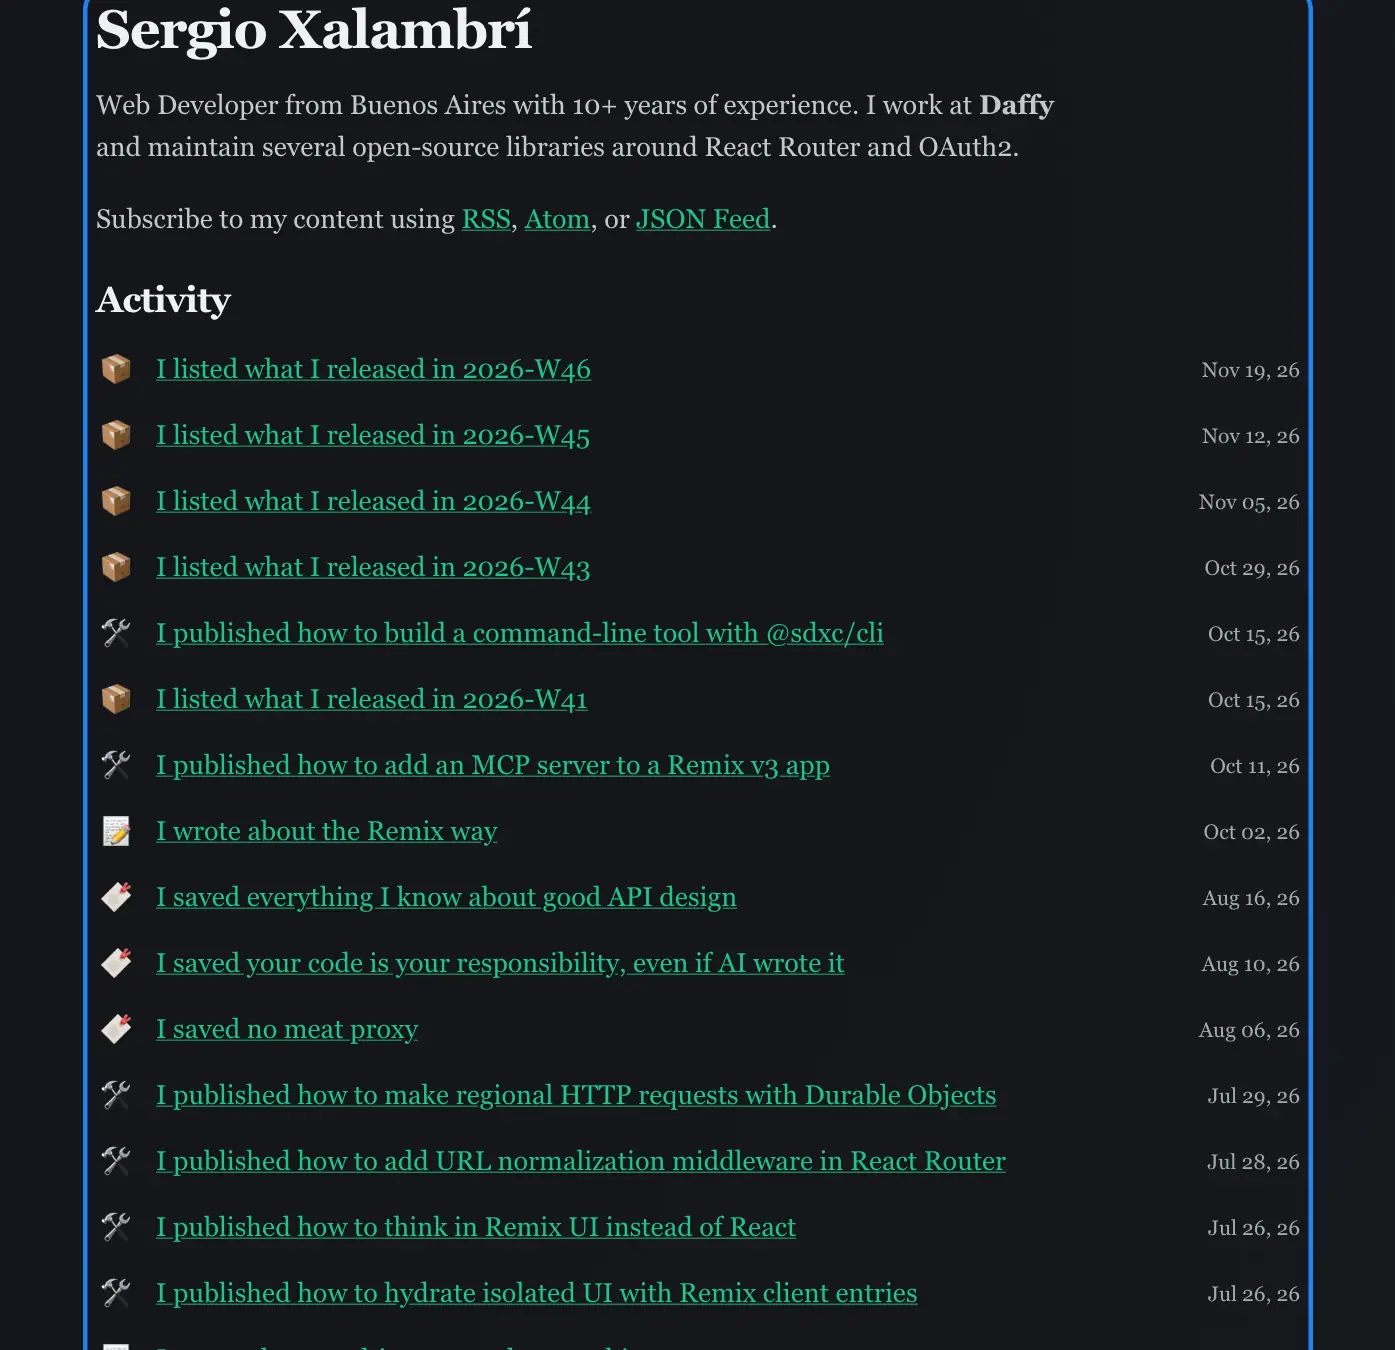 Sergio Xalambrí
Web Developer from Buenos Aires with 10+ years of experience. I work at Daffy
and maintain several open-source libraries around React Router and OAuth2.
Subscribe to my content using RSS, Atom, or JSON Feed.
Activity
I listed what I released in 2026-W46 Nov 19, 26
I listed what I released in 2026-W45 Nov 12, 26
I listed what I released in 2026-W44 Nov 05, 26
I listed what I released in 2026-W43 Oct 29, 26
I published how to build a command-line tool with @sdxc/cli Oct 15, 26
I listed what I released in 2026-W41 Oct 15, 26
I published how to add an MCP server to a Remix v3 app Oct 11, 26
I wrote about the Remix way Oct 02, 26
I saved everything I know about good API design Aug 16, 26
I saved your code is your responsibility, even if AI wrote it Aug 10, 26
I saved no meat proxy Aug 06, 26
I published how to make regional HTTP requests with Durable Objects Jul 29, 26
I published how to add URL normalization middleware in React Router Jul 28, 26
I published how to think in Remix UI instead of React Jul 26, 26
I published how to hydrate isolated UI with Remix client entries Jul 26, 26